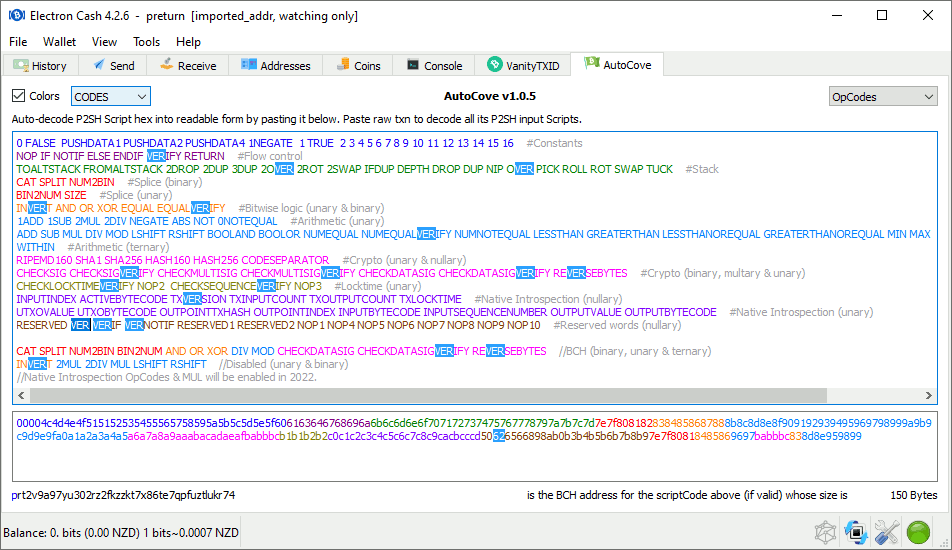 Electron Cash 4.2.6 - preturn [imported_addr, watching only]
File Wallet View Tools Help
History Send Receive Addresses Coins Console VanityTXID AutoCove
Colors CODES AutoCove v1.0.5 OpCodes
Auto-decode P2SH Script hex into readable form by pasting it below. Paste raw txn to decode all its P2SH input Scripts.
0 FALSE PUSHDATA1 PUSHDATA2 PUSHDATA4 1NEGATE 1 TRUE 2 3 4 5 6 7 8 9 10 11 12 13 14 15 16 #Constants
NOP IF NOTIF ELSE ENDIF VERIFY RETURN #Flow control
TOALTSTACK FROMALTSTACK 2DROP 2DUP 3DUP 2OVER 2ROT 2SWAP IFDUP DEPTH DROP DUP NIP OVER PICK ROLL ROT SWAP TUCK #Stack
CAT SPLIT NUM2BIN #Splice (binary)
BIN2NUM SIZE #Splice (unary)
INVERT AND OR XOR EQUAL EQUALVERIFY #Bitwise logic (unary & binary)
1ADD 1SUB 2MUL 2DIV NEGATE ABS NOT 0NOTEQUAL #Arithmetic (unary)
ADD SUB MUL DIV MOD LSHIFT RSHIFT BOOLAND BOOLOR NUMEQUAL NUMEQUALVERIFY NUMNOTEQUAL LESSTHAN GREATERTHAN LESSTHANOREQUAL GREATERTHANOREQUAL MIN MAX
WITHIN #Arithmetic (ternary)
RIPEMD160 SHA1 SHA256 HASH160 HASH256 CODESEPARATOR #Crypto (unary & nullary)
CHECKSIG CHECKSIGVERIFY CHECKMULTISIG CHECKMULTISIGVERIFY CHECKDATASIG CHECKDATASIGVERIFY REVERSEBYTES #Crypto (binary, multary & unary)
CHECKLOCKTIMEVERIFY NOP2 CHECKSEQUENCEVERIFY NOP3 #Locktime (unary)
INPUTINDEX ACTIVEBYTECODE TXVERSION TXINPUTCOUNT TXOUTPUTCOUNT TXLOCKTIME #Native Introspection (nullary)
UTXOVALUE UTXOBYTECODE OUTPOINTTXHASH OUTPOINTINDEX INPUTBYTECODE INPUTSEQUENCENUMBER OUTPUTVALUE OUTPUTBYTECODE #Native Introspection (unary)
RESERVED VER VERIF VERNOTIF RESERVED1 RESERVED2 NOP1 NOP4 NOP5 NOP6 NOP7 NOP8 NOP9 NOP10 #Reserved words (nullary)
CAT SPLIT NUM2BIN BIN2NUM AND OR XOR DIV MOD CHECKDATASIG CHECKDATASIGVERIFY REVERSEBYTES //BCH (binary, unary & ternary)
INVERT 2MUL 2DIV MUL LSHIFT RSHIFT //Disabled (unary & binary)
//Native Introspection OpCodes & MUL will be enabled in 2022.
00004c4d4e4f515152535455565758595a5b5c5d5e5f606163646768696a6b6c6d6e6f707172737475767778797a7b7c7d7e7f80818283848586878 88b8c8d8e8f909192939495969798999a9b9
c9d9e9fa0a1a2a3a4a5a6a7a8a9aaabacadaeafbabbbcb1b1b2b2c0c1c2c3c4c5c6c7c8c9cacbcccd50626566898ab0b3b4b5b6b7b8b97e7f80818485869697babbbc838d8e959899
prt2v9a97yu302rz2fkzzkt7x86te7qpfuztlukr74 is the BCH address for the scriptCode above (if valid) whose size is 150 Bytes
Balance: 0. bits (0.00 NZD) 1 bits~0.0007 NZD